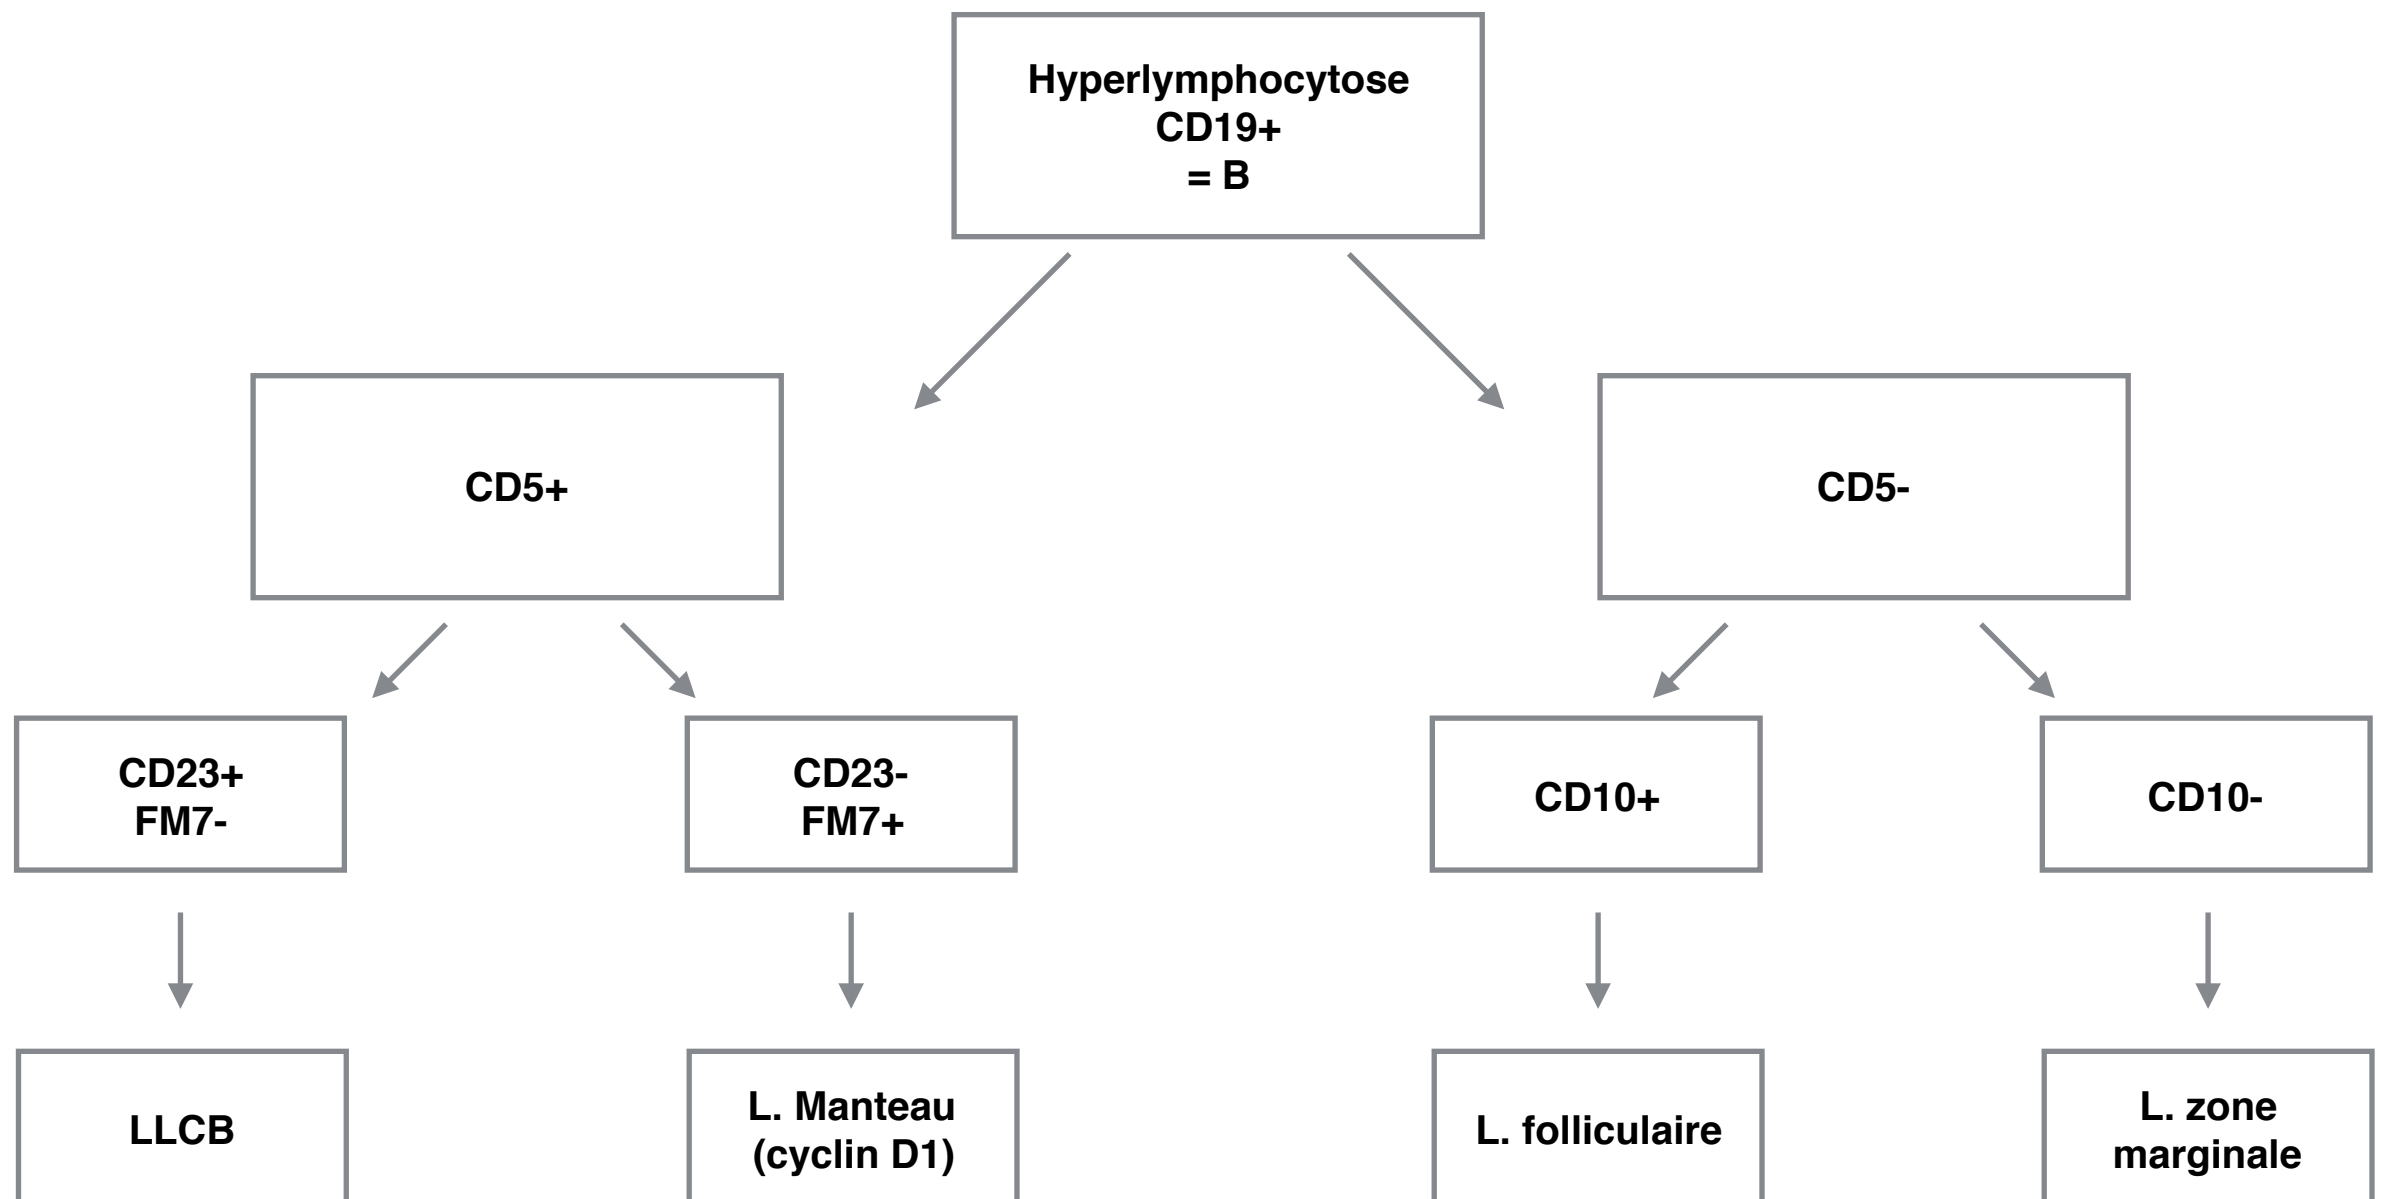 Hyperlymphocytose
CD19+
= B
CD5+
CD5-
CD23+
FM7-
CD23-
FM7+
CD10+
CD10-
LLCB
L. Manteau
(cyclin D1)
L. folliculaire
L. zone
marginale